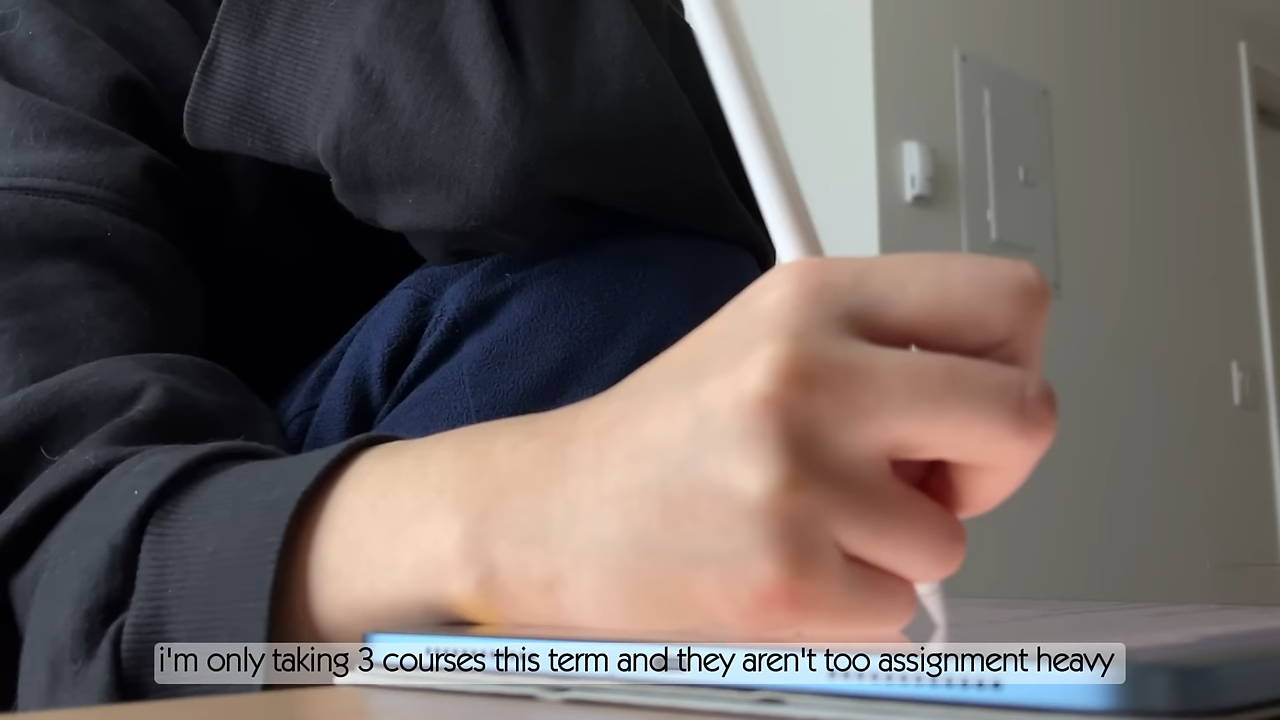 i'm only taking 3 courses this term and they aren't too assignment heavy